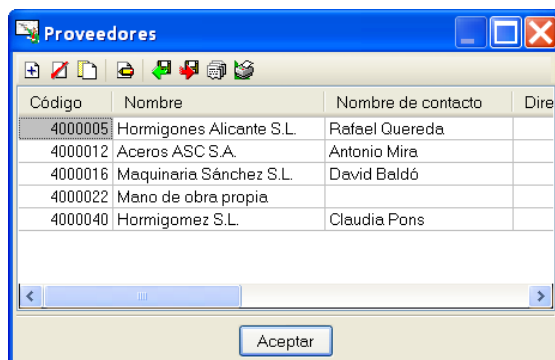 Proveedores
Código Nombre Nombre de contacto Dire
4000005 Hormigones Alicante S.L. Rafael Quereda
4000012 Aceros ASC S.A. Antonio Mira
4000016 Maquinaria Sánchez S.L. David Baldó
4000022 Mano de obra propia
4000040 Hormigomez S.L. Claudia Pons
Aceptar